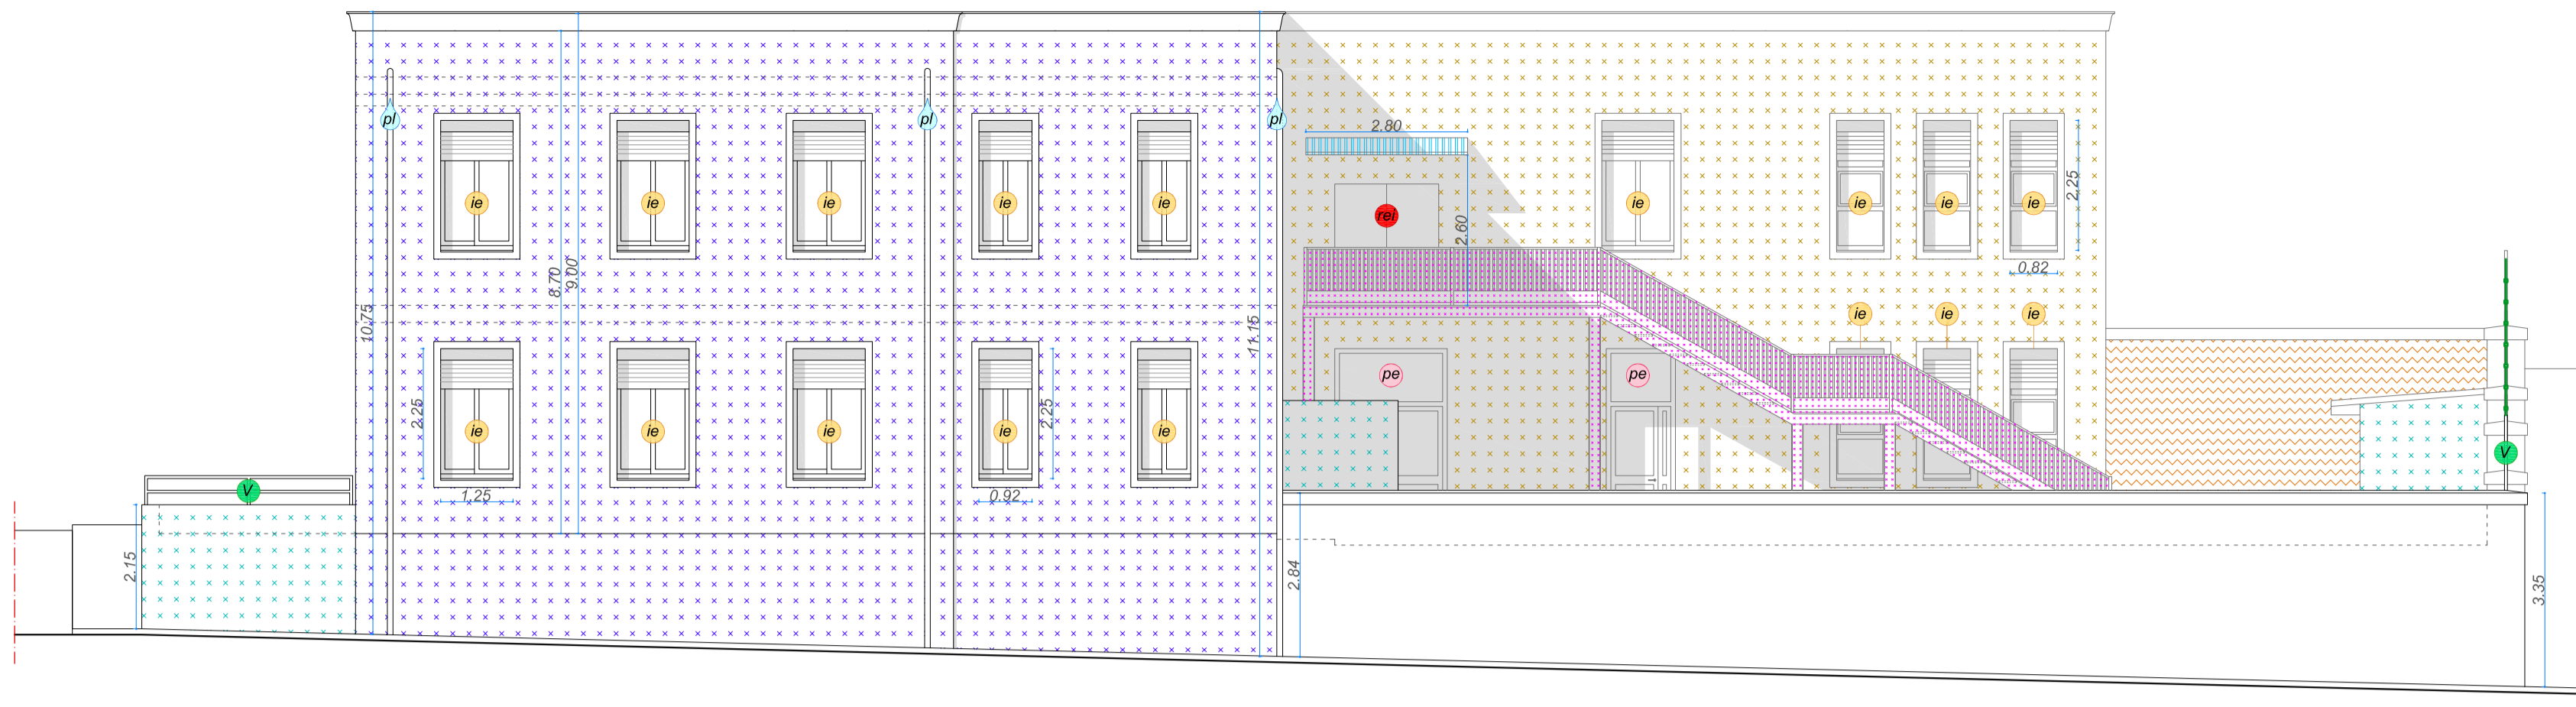 pl
pl
pl
2.80
ie
ie
ie
ie
ie
rei
2.60
ie
ie
ie
ie
2.25
0.82
10.75
8.70
9.00
11.15
ie
ie
ie
pe
pe
2.25
ie
ie
ie
ie
2.25
ie
1.25
0.92
V
V
2.15
2.84
3.35